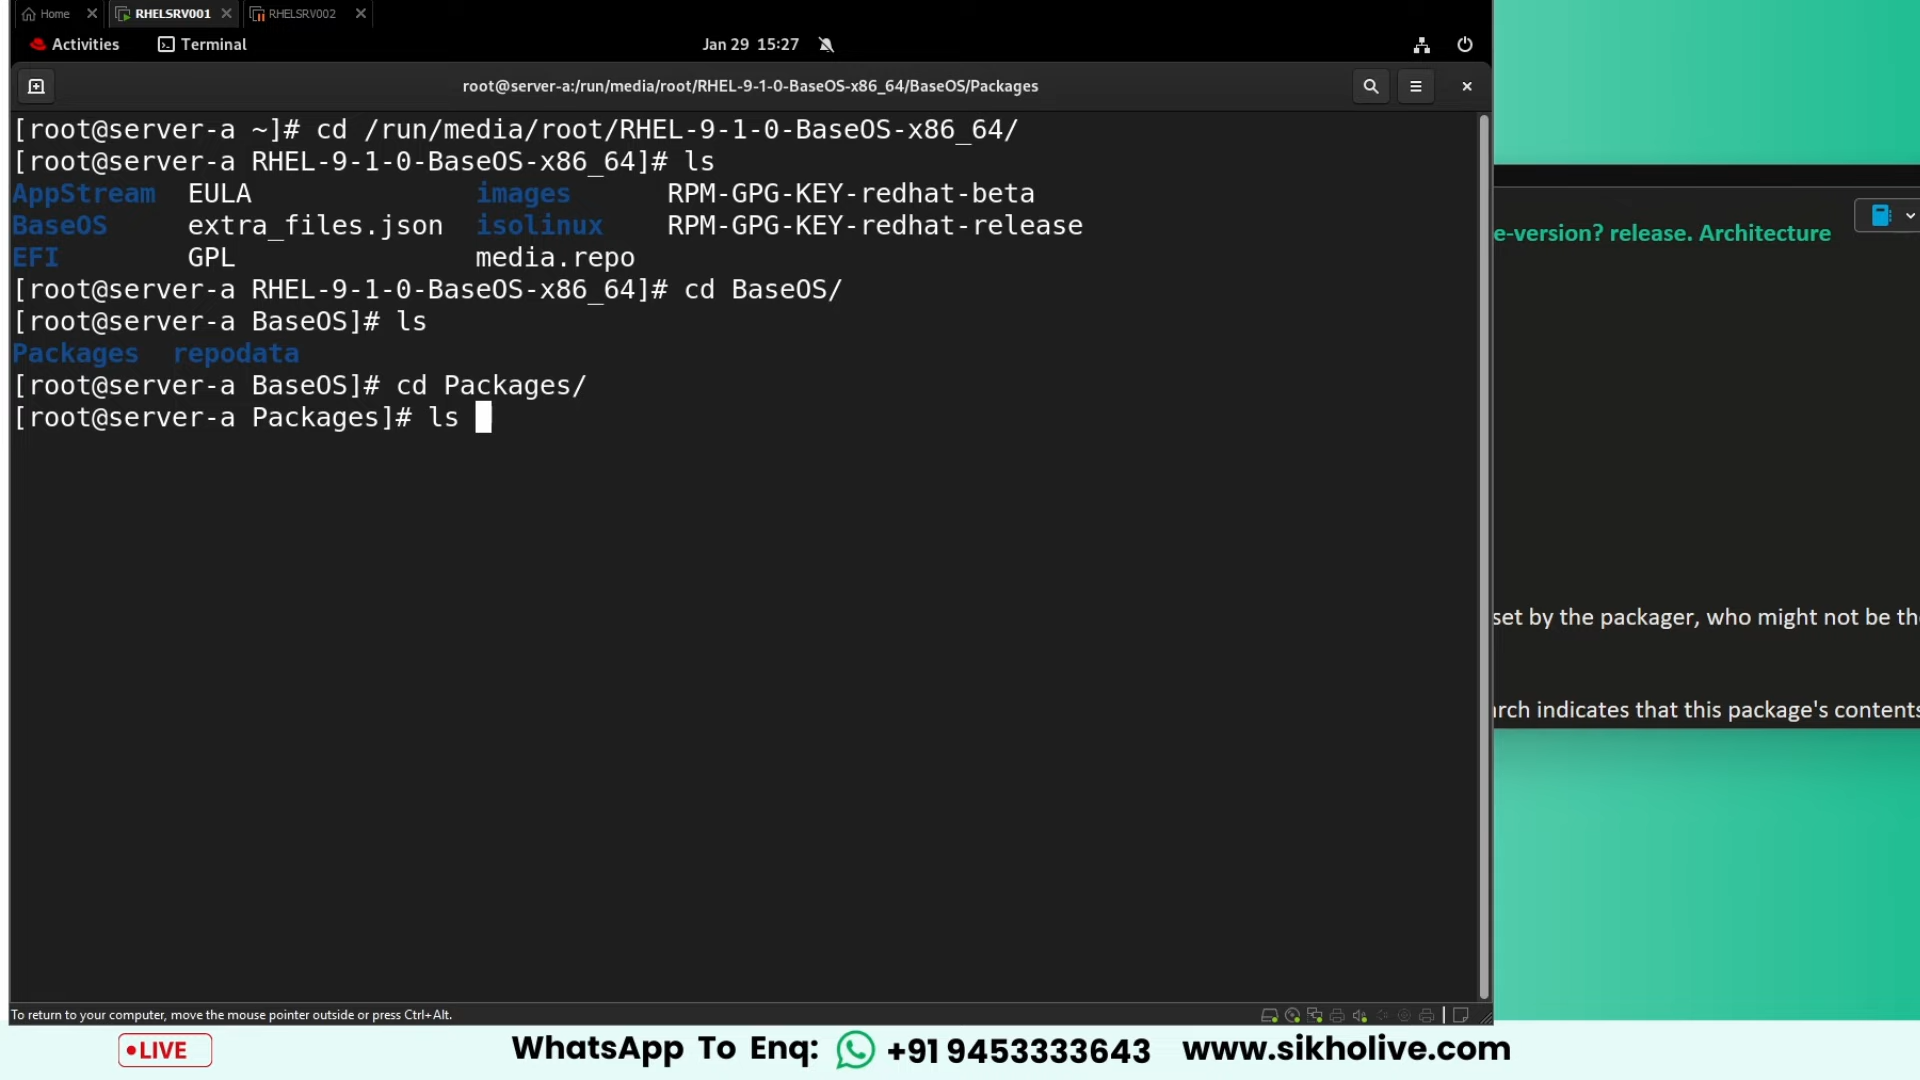 Home RHELSRV001 RHELSRV002
Activities Terminal Jan 29 15:27
root@server-a:/run/media/root/RHEL-9-1-0-BaseOS-x86_64/BaseOS/Packages
[root@server-a ~]# cd /run/media/root/RHEL-9-1-0-BaseOS-x86_64/
[root@server-a RHEL-9-1-0-BaseOS-x86_64]# ls
AppStream EULA images RPM-GPG-KEY-redhat-beta
BaseOS extra_files.json isolinux RPM-GPG-KEY-redhat-release
EFI GPL media.repo
[root@server-a RHEL-9-1-0-BaseOS-x86_64]# cd BaseOS/
[root@server-a BaseOS]# ls
Packages repodata
[root@server-a BaseOS]# cd Packages/
[root@server-a Packages]# ls
e-version? release. Architecture
set by the packager, who might not be th
rch indicates that this package's contents
To return to your computer, move the mouse pointer outside or press Ctrl+Alt.
LIVE WhatsApp To Enq: +91 9453333643 www.sikholive.com